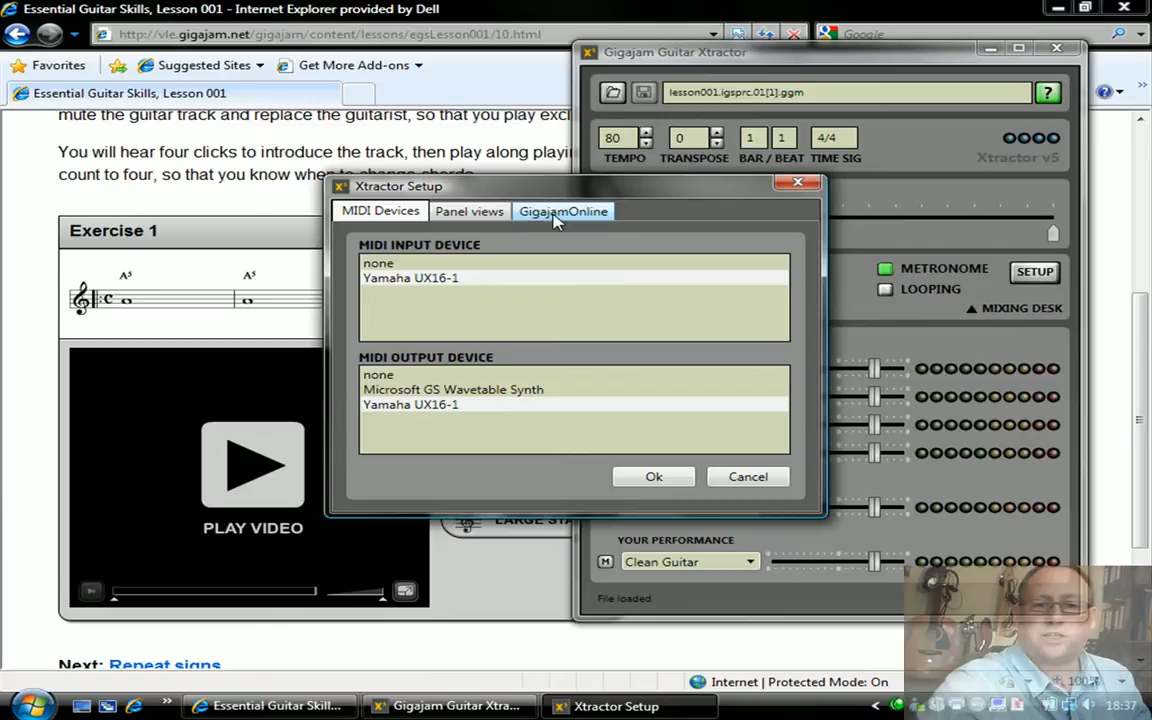 Essential Guitar Skills, Lesson 001 - Internet Explorer provided by Dell
http://vle.gigajam.net/gigajam/content/lessons/egsLesson001/10.html
Google
Favorites
Suggested Sites
Get More Add-ons
Essential Guitar Skills, Lesson 001
mute the guitar track and replace the guitarist, so that you play
You will hear four clicks to introduce the track, then play along playing
count to four, so that you know
Exercise 1
A5
A5
PLAY VIDEO
Next: Repeat signs
Gigajam Guitar Xtractor
lesson001.igsprc.01[1].ggm
?
80
0
1
1
4/4
TEMPO
TRANSPOSE
BAR / BEAT
TIME SIG
Xtractor v5
METRONOME
SETUP
LOOPING
MIXING DESK
YOUR PERFORMANCE
M
Clean Guitar
File loaded
Xtractor Setup
MIDI Devices
Panel views
GigajamOnline
MIDI INPUT DEVICE
none
Yamaha UX16-1
MIDI OUTPUT DEVICE
none
Microsoft GS Wavetable Synth
Yamaha UX16-1
Ok
Cancel
Internet | Protected Mode: On
100%
Essential Guitar Skill...
Gigajam Guitar Xtra...
Xtractor Setup
18:37